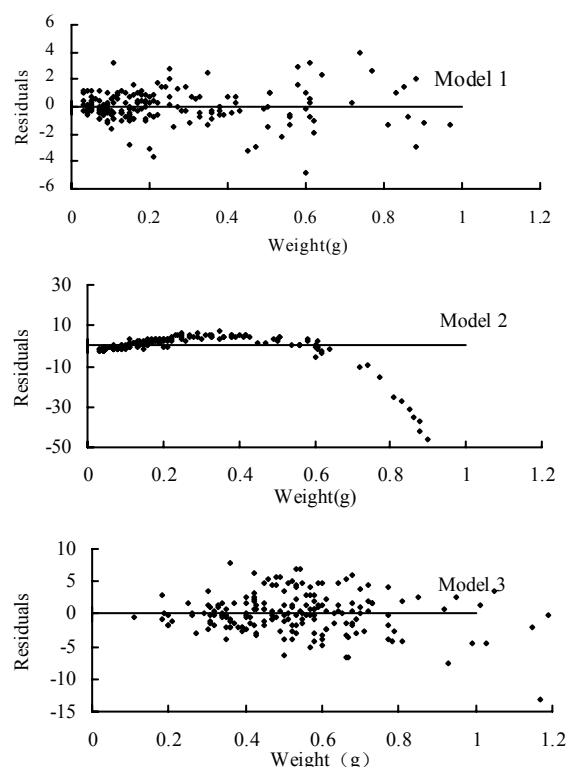 6
4
2
0
-2
-4
-6
Residuals
Model 1
0 0.2 0.4 0.6 0.8 1 1.2
Weight(g)
30
10
-10
-30
-50
Residuals
Model 2
0 0.2 0.4 0.6 0.8 1 1.2
Weight(g)
10
5
0
-5
-10
-15
Residuals
Model 3
0 0.2 0.4 0.6 0.8 1 1.2
Weight（g）